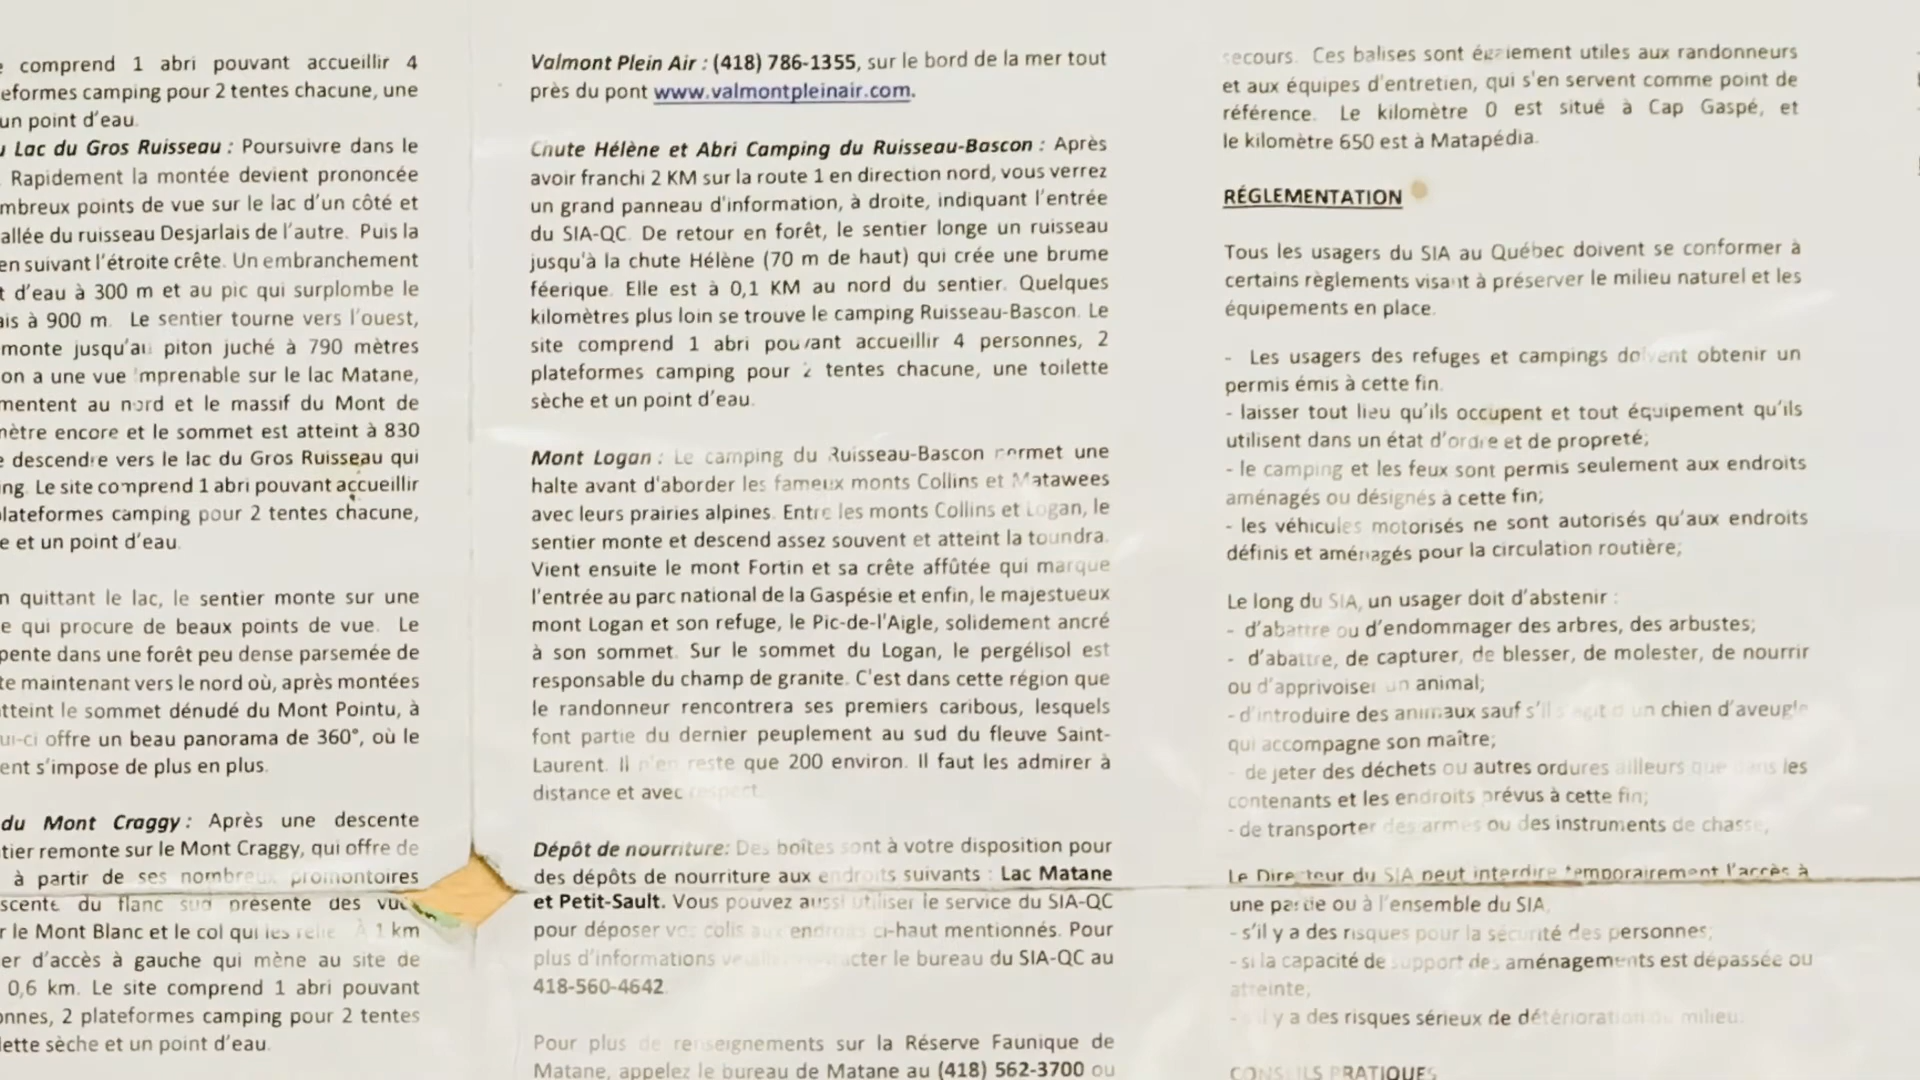 e comprend 1 abri pouvant accueillir 4
eformes camping pour 2 tentes chacune, une
un point d'eau.
u Lac du Gros Ruisseau : Poursuivre dans le
. Rapidement la montée devient prononcée
mbreux points de vue sur le lac d'un côté et
allée du ruisseau Desjarlais de l'autre. Puis la
en suivant l'étroite crête. Un embranchement
t d'eau à 300 m et au pic qui surplombe le
ais à 900 m. Le sentier tourne vers l'ouest,
monte jusqu'au piton juché à 790 mètres
on a une vue imprenable sur le lac Matane,
mentent au nord et le massif du Mont de
mètre encore et le sommet est atteint à 830
e descendre vers le lac du Gros Ruisseau qui
ing. Le site comprend 1 abri pouvant accueillir
lateformes camping pour 2 tentes chacune,
e et un point d'eau.
n quittant le lac, le sentier monte sur une
e qui procure de beaux points de vue. Le
pente dans une forêt peu dense parsemée de
te maintenant vers le nord où, après montées
tteint le sommet dénudé du Mont Pointu, à
ui-ci offre un beau panorama de 360°, où le
ent s'impose de plus en plus.
du Mont Craggy : Après une descente
tier remonte sur le Mont Craggy, qui offre de
à partir de ses nombreux promontoires
scente du flanc sud présente des vues
r le Mont Blanc et le col qui les relie. À 1 km
er d'accès à gauche qui mène au site de
0,6 km. Le site comprend 1 abri pouvant
onnes, 2 plateformes camping pour 2 tentes
lette sèche et un point d'eau.
Valmont Plein Air : (418) 786-1355, sur le bord de la mer tout
près du pont www.valmontpleinair.com.
Chute Hélène et Abri Camping du Ruisseau-Bascon : Après
avoir franchi 2 KM sur la route 1 en direction nord, vous verrez
un grand panneau d'information, à droite, indiquant l'entrée
du SIA-QC. De retour en forêt, le sentier longe un ruisseau
jusqu'à la chute Hélène (70 m de haut) qui crée une brume
féerique. Elle est à 0,1 KM au nord du sentier. Quelques
kilomètres plus loin se trouve le camping Ruisseau-Bascon. Le
site comprend 1 abri pouvant accueillir 4 personnes, 2
plateformes camping pour 2 tentes chacune, une toilette
sèche et un point d'eau.
Mont Logan : Le camping du Ruisseau-Bascon permet une
halte avant d'aborder les fameux monts Collins et Matawees
avec leurs prairies alpines. Entre les monts Collins et Logan, le
sentier monte et descend assez souvent et atteint la toundra.
Vient ensuite le mont Fortin et sa crête affûtée qui marque
l'entrée au parc national de la Gaspésie et enfin, le majestueux
mont Logan et son refuge, le Pic-de-l'Aigle, solidement ancré
à son sommet. Sur le sommet du Logan, le pergélisol est
responsable du champ de granite. C'est dans cette région que
le randonneur rencontrera ses premiers caribous, lesquels
font partie du dernier peuplement au sud du fleuve Saint-
Laurent. Il n'en reste que 200 environ. Il faut les admirer à
distance et avec respect.
Dépôt de nourriture: Des boîtes sont à votre disposition pour
des dépôts de nourriture aux endroits suivants : Lac Matane
et Petit-Sault. Vous pouvez aussi utiliser le service du SIA-QC
pour déposer vos colis aux endroits ci-haut mentionnés. Pour
plus d'informations le bureau du SIA-QC au
418-560-4642.
Pour plus de renseignements sur la Réserve Faunique de
Matane, appelez le bureau de Matane au (418) 562-3700 ou
secours. Ces balises sont également utiles aux randonneurs
et aux équipes d'entretien, qui s'en servent comme point de
référence. Le kilomètre 0 est situé à Cap Gaspé, et
le kilomètre 650 est à Matapédia.
RÉGLEMENTATION
Tous les usagers du SIA au Québec doivent se conformer à
certains règlements visant à préserver le milieu naturel et les
équipements en place.
- Les usagers des refuges et campings doivent obtenir un
permis émis à cette fin.
- laisser tout lieu qu'ils occupent et tout équipement qu'ils
utilisent dans un état d'ordre et de propreté;
- le camping et les feux sont permis seulement aux endroits
aménagés ou désignés à cette fin;
- les véhicules motorisés ne sont autorisés qu'aux endroits
définis et aménagés pour la circulation routière;
Le long du SIA, un usager doit d'abstenir :
- d'abattre ou d'endommager des arbres, des arbustes;
- d'abattre, de capturer, de blesser, de molester, de nourrir
ou d'apprivoiser un animal;
- d'introduire des animaux sauf s'il s'agit d'un chien d'aveugle
qui accompagne son maître;
- de jeter des déchets ou autres ordures ailleurs que dans les
contenants et les endroits prévus à cette fin;
- de transporter des armes ou des instruments de chasse,
Le Directeur du SIA peut interdire temporairement l'accès à
une partie ou à l'ensemble du SIA,
- s'il y a des risques pour la sécurité des personnes;
- si la capacité de support des aménagements est dépassée ou
atteinte,
- s'il y a des risques sérieux de détérioration du milieu.
CONSEILS PRATIQUES